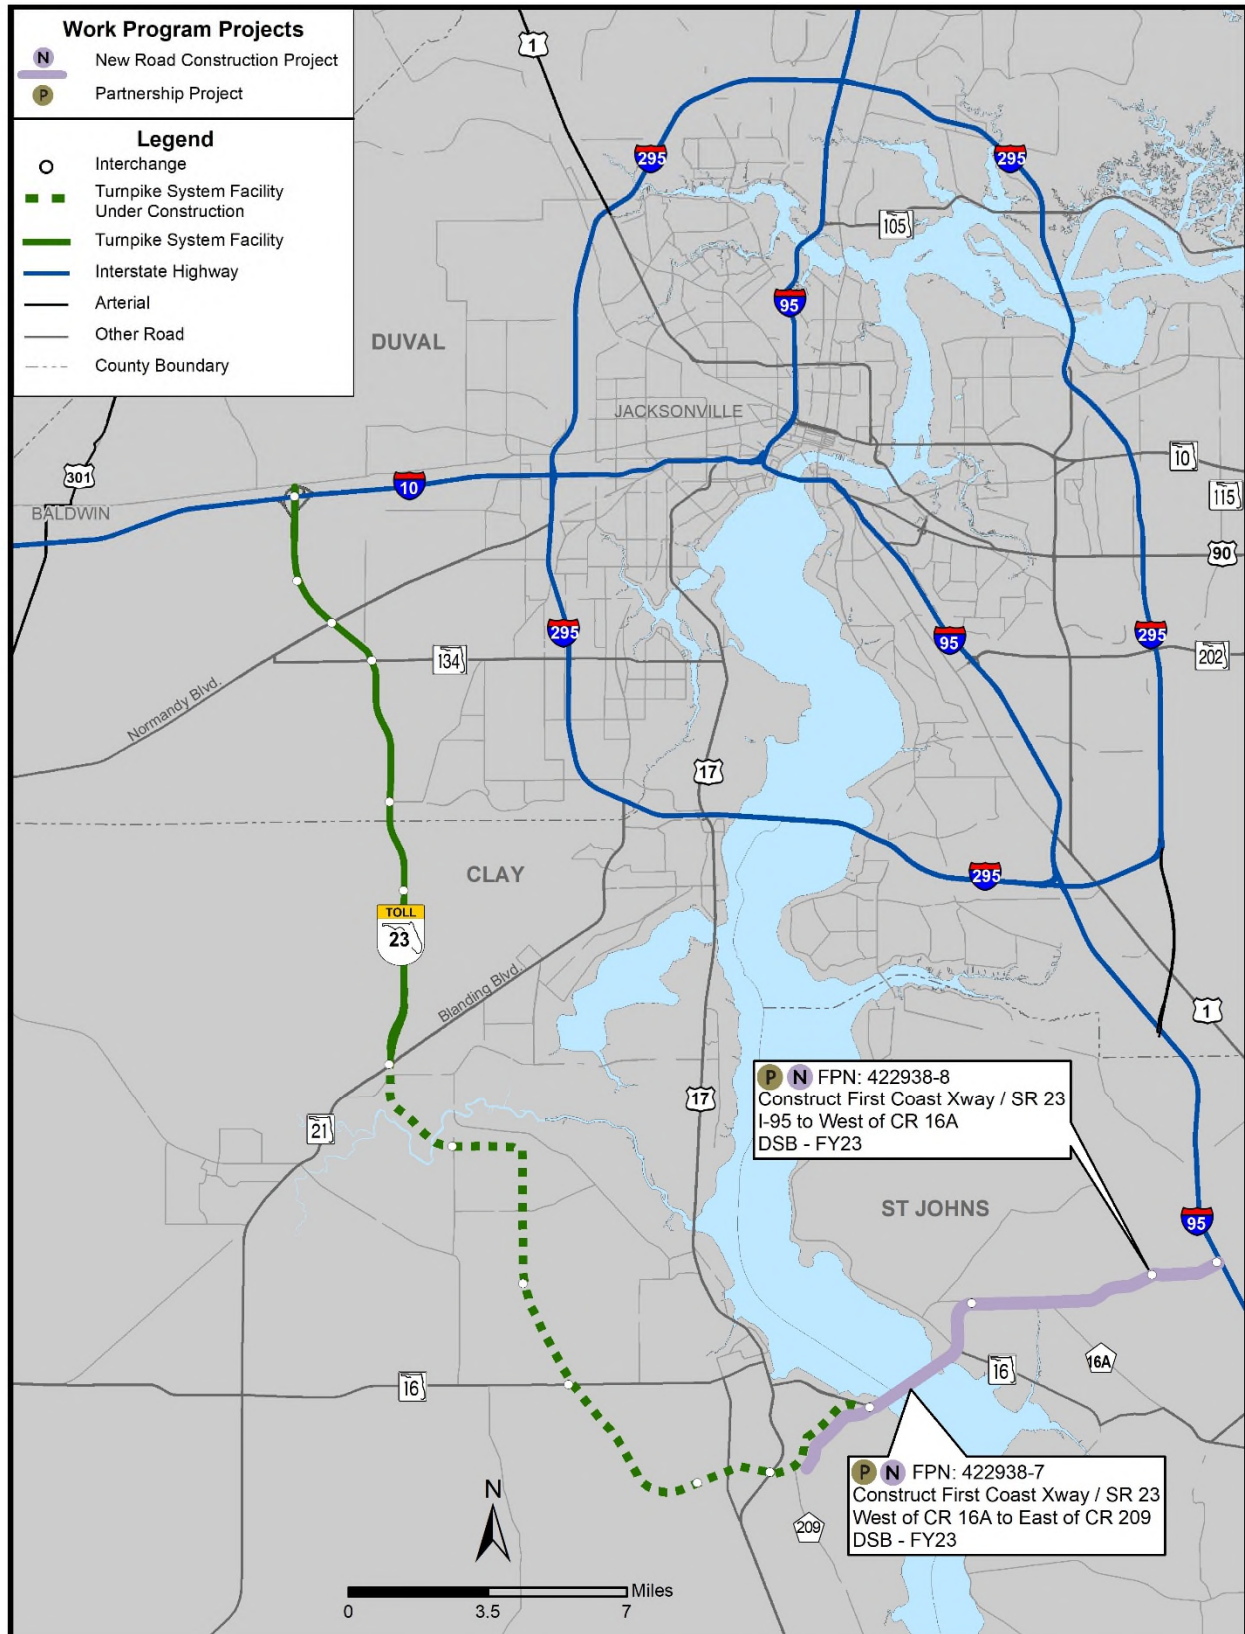 Work Program Projects
N New Road Construction Project
P Partnership Project
Legend
Interchange
Turnpike System Facility
Under Construction
Turnpike System Facility
Interstate Highway
Arterial
Other Road
County Boundary
1
295
295
105
95
DUVAL
JACKSONVILLE
10
301
10
115
BALDWIN
90
295
95
295
134
202
Normandy Blvd.
17
CLAY
295
TOLL
23
Blanding Blvd.
1
17
21
P N FPN: 422938-8
Construct First Coast Xway / SR 23
I-95 to West of CR 16A
DSB - FY23
ST JOHNS
95
16A
16
16
P N FPN: 422938-7
Construct First Coast Xway / SR 23
West of CR 16A to East of CR 209
DSB - FY23
209
N
Miles
0 3.5 7